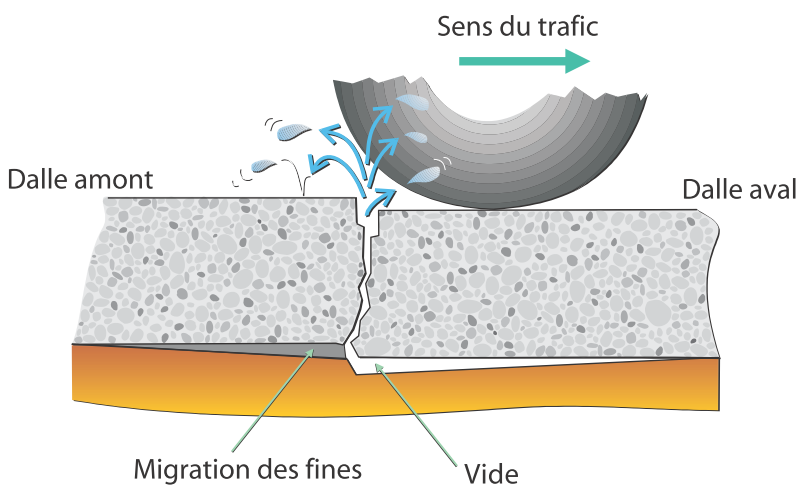 Sens du trafic
Dalle amont
Dalle aval
Migration des fines
Vide